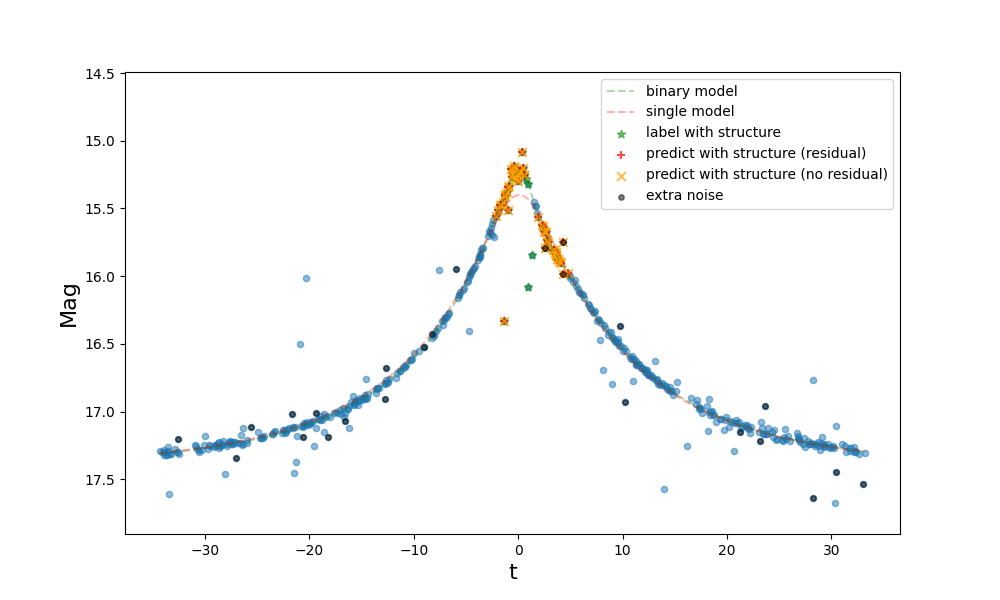 14.5
15.0
15.5
16.0
16.5
17.0
17.5
Mag
binary model
single model
label with structure
predict with structure (residual)
predict with structure (no residual)
extra noise
−30 −20 −10 0 10 20 30
t